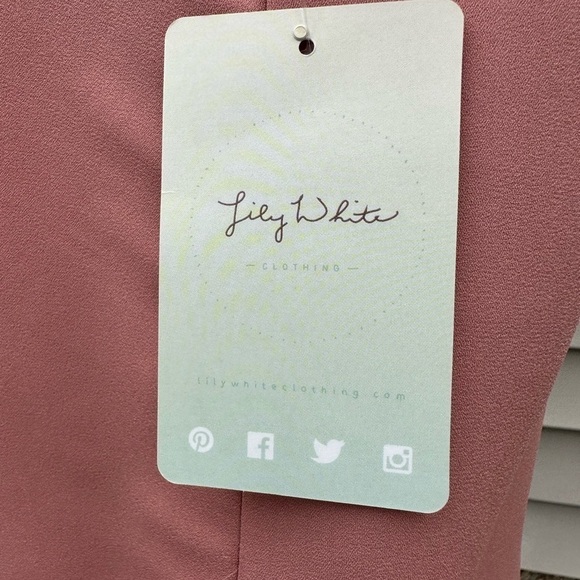 Lily White
— CLOTHING —
lilywhiteclothing.com